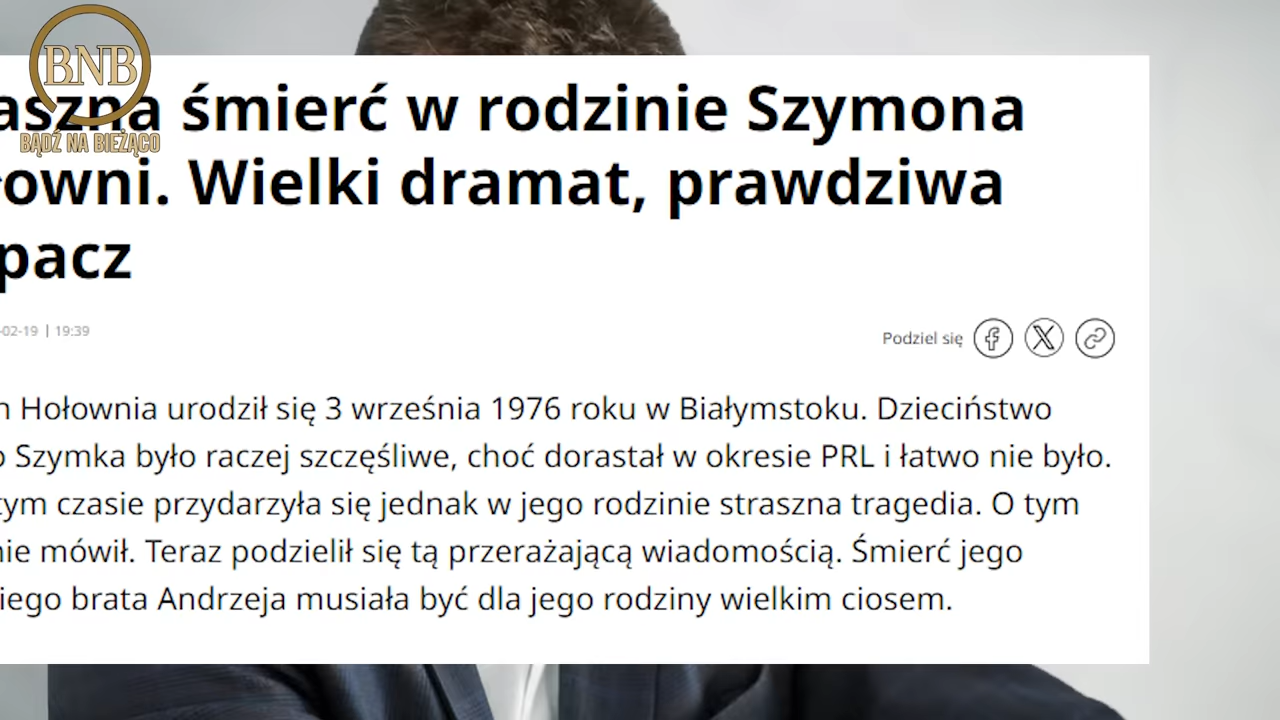 BNB
BĄDŹ NA BIEŻĄCO
aszna śmierć w rodzinie Szymona
owni. Wielki dramat, prawdziwa
pacz
-02-19 | 19:39
Podziel się
n Hołownia urodził się 3 września 1976 roku w Białymstoku. Dzieciństwo
o Szymka było raczej szczęśliwe, choć dorastał w okresie PRL i łatwo nie było.
tym czasie przydarzyła się jednak w jego rodzinie straszna tragedia. O tym
nie mówił. Teraz podzielił się tą przerażającą wiadomością. Śmierć jego
iego brata Andrzeja musiała być dla jego rodziny wielkim ciosem.